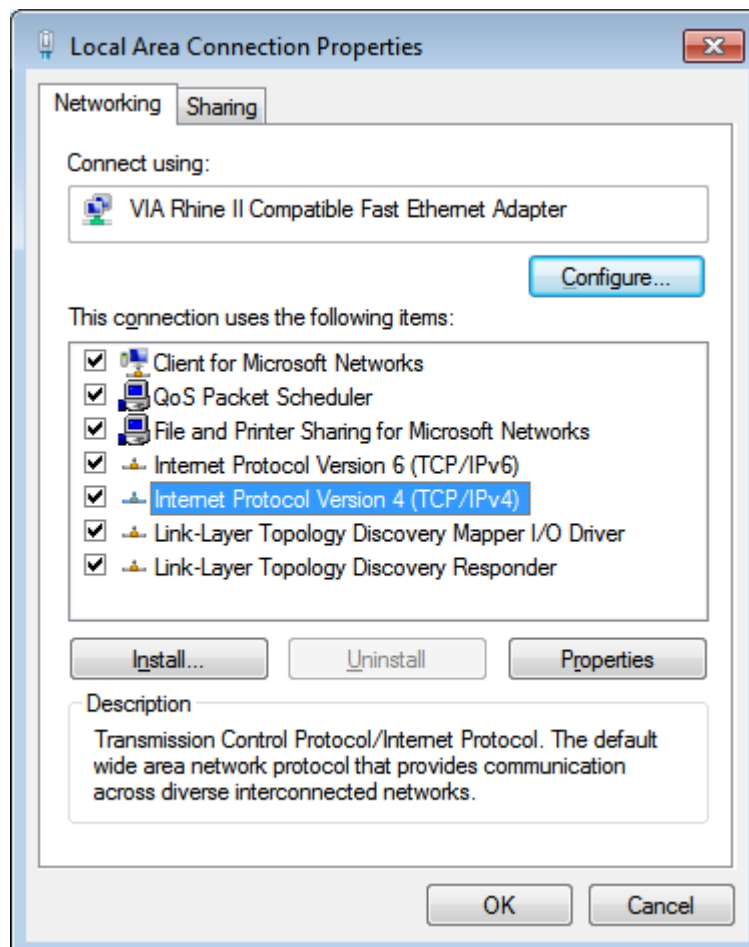 Local Area Connection Properties
Networking
Sharing
Connect using:
VIA Rhine II Compatible Fast Ethernet Adapter
Configure...
This connection uses the following items:
Client for Microsoft Networks
QoS Packet Scheduler
File and Printer Sharing for Microsoft Networks
Internet Protocol Version 6 (TCP/IPv6)
Internet Protocol Version 4 (TCP/IPv4)
Link-Layer Topology Discovery Mapper I/O Driver
Link-Layer Topology Discovery Responder
Install...
Uninstall
Properties
Description
Transmission Control Protocol/Internet Protocol. The default
wide area network protocol that provides communication
across diverse interconnected networks.
OK
Cancel